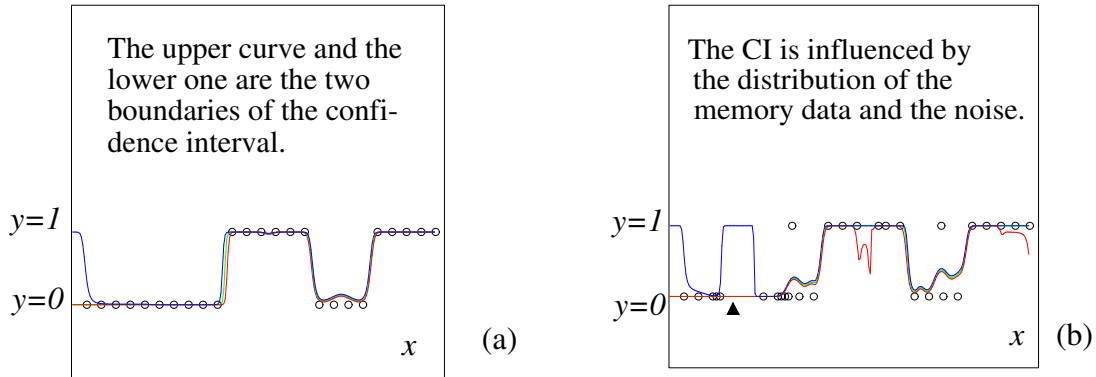 The upper curve and the
lower one are the two
boundaries of the confi-
dence interval.
y=1
y=0
x
(a)
The CI is influenced by
the distribution of the
memory data and the noise.
y=1
y=0
x
(b)